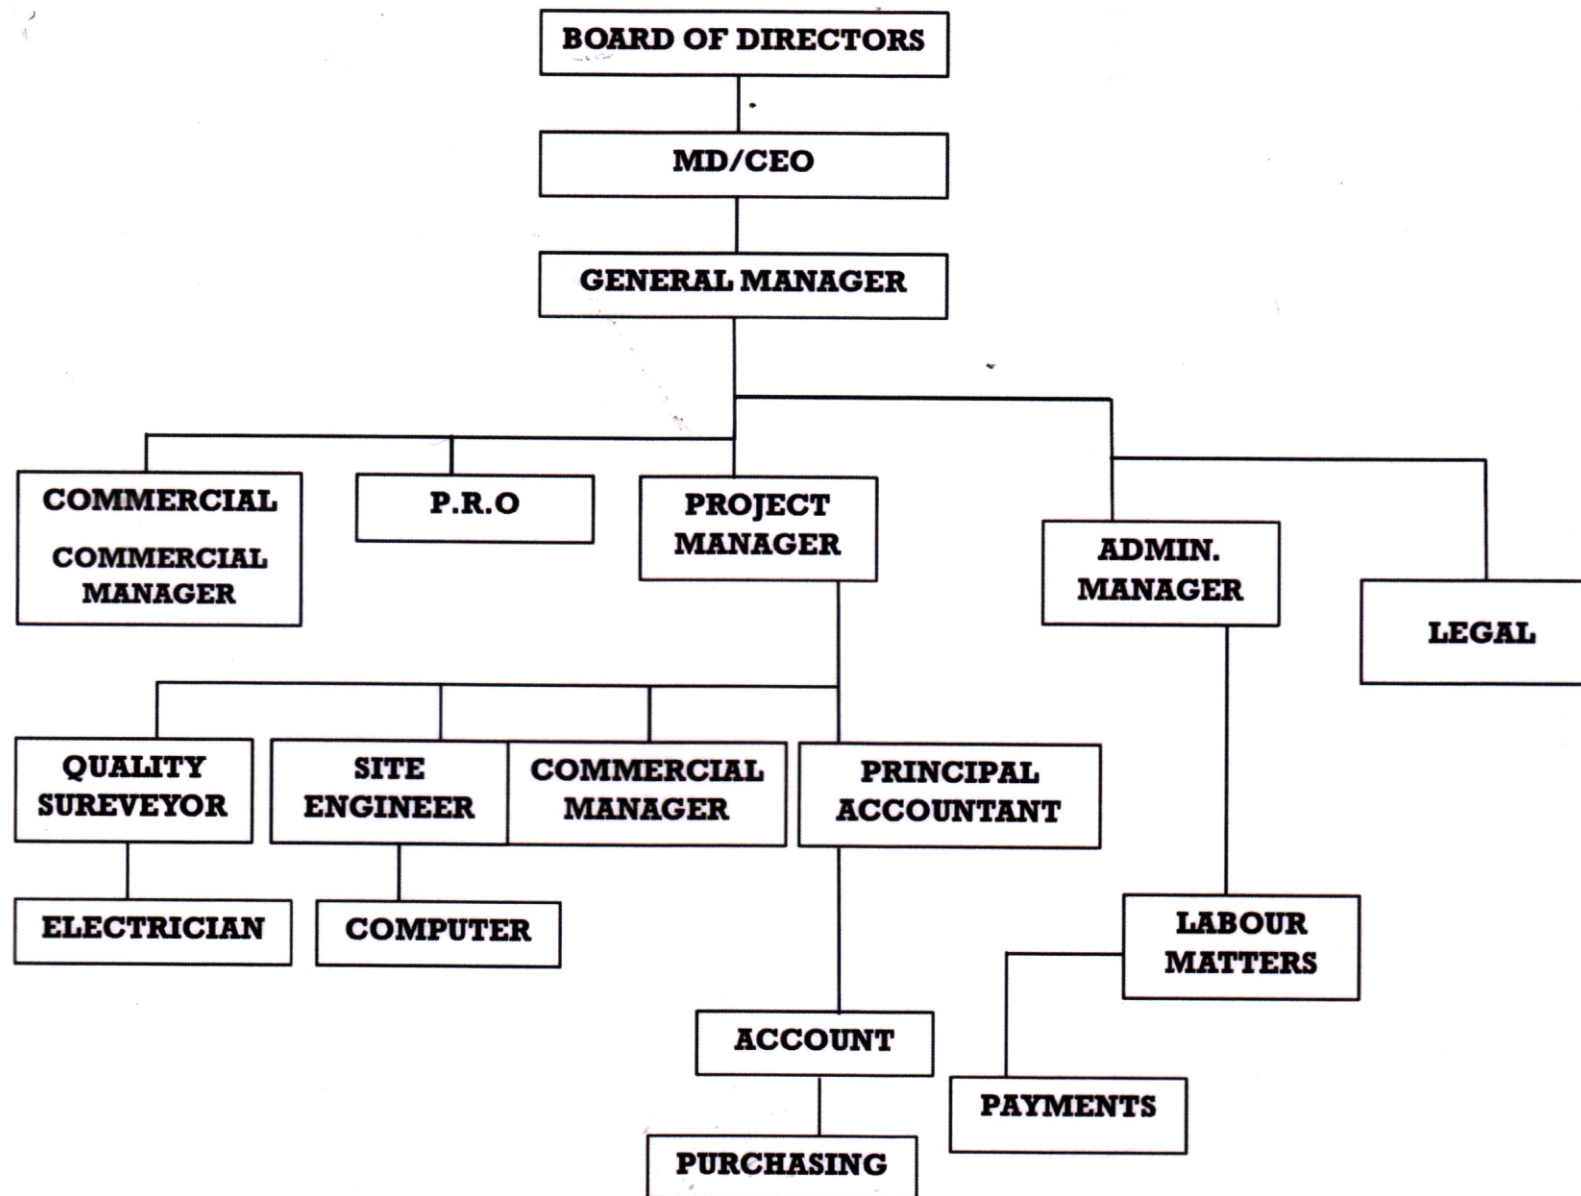 BOARD OF DIRECTORS
MD/CEO
GENERAL MANAGER
COMMERCIAL
COMMERCIAL
MANAGER
P.R.O
PROJECT
MANAGER
ADMIN.
MANAGER
LEGAL
QUALITY
SUREVEYOR
SITE
ENGINEER
COMMERCIAL
MANAGER
PRINCIPAL
ACCOUNTANT
ELECTRICIAN
COMPUTER
LABOUR
MATTERS
ACCOUNT
PAYMENTS
PURCHASING